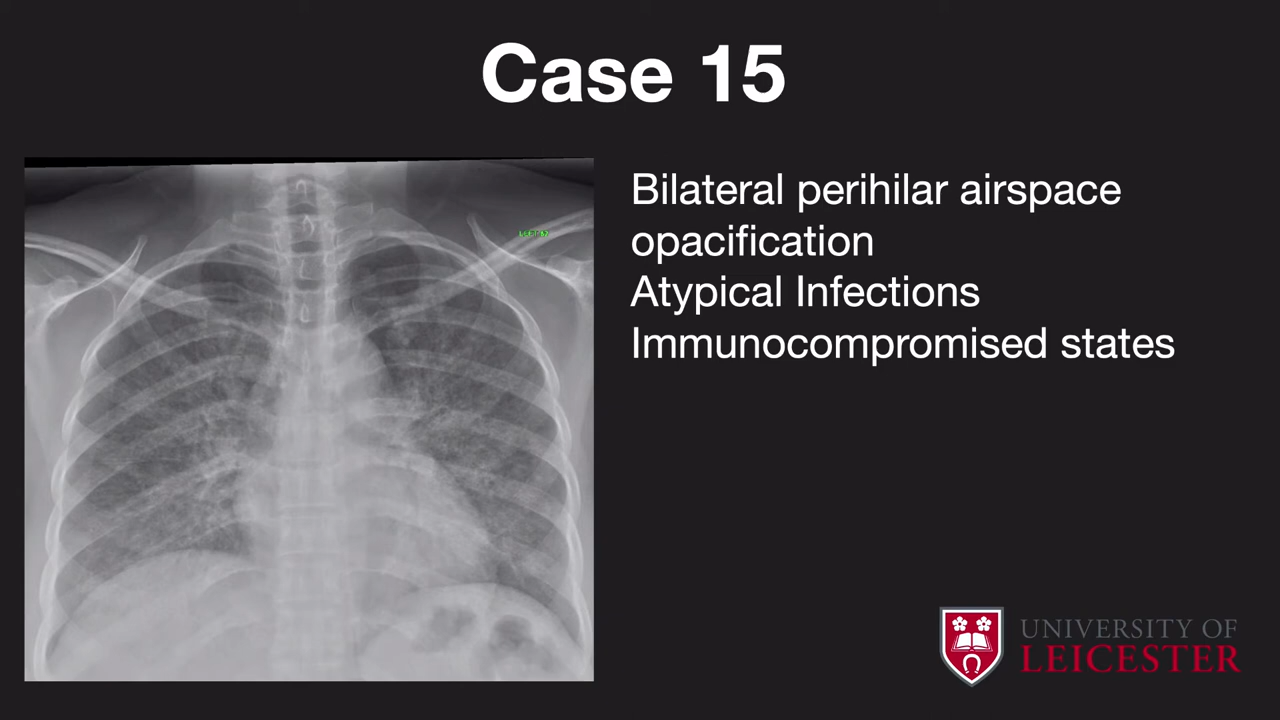 Case 15
Bilateral perihilar airspace
opacification
Atypical Infections
Immunocompromised states
UNIVERSITY OF
LEICESTER